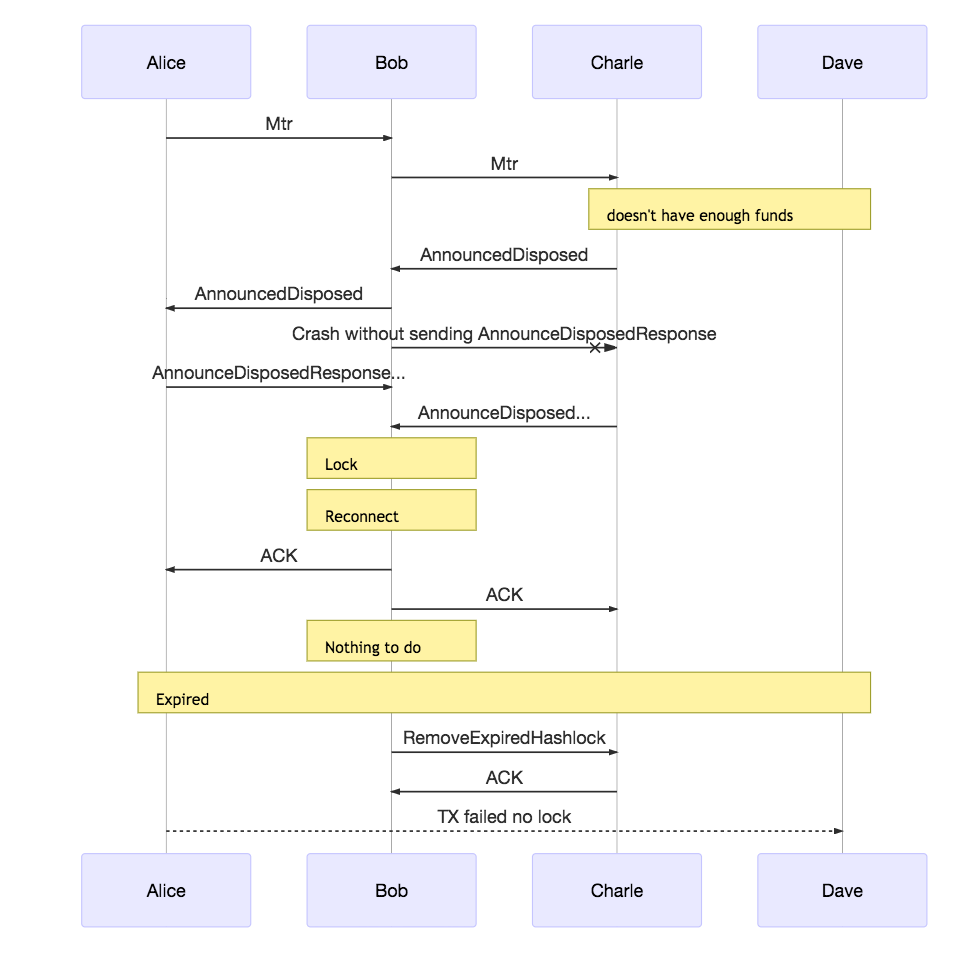 Alice
Bob
Charle
Dave
Mtr
Mtr
doesn't have enough funds
AnnouncedDisposed
AnnouncedDisposed
Crash without sending AnnounceDisposedResponse
AnnounceDisposedResponse...
AnnounceDisposed...
Lock
Reconnect
ACK
ACK
Nothing to do
Expired
RemoveExpiredHashlock
ACK
TX failed no lock
Alice
Bob
Charle
Dave